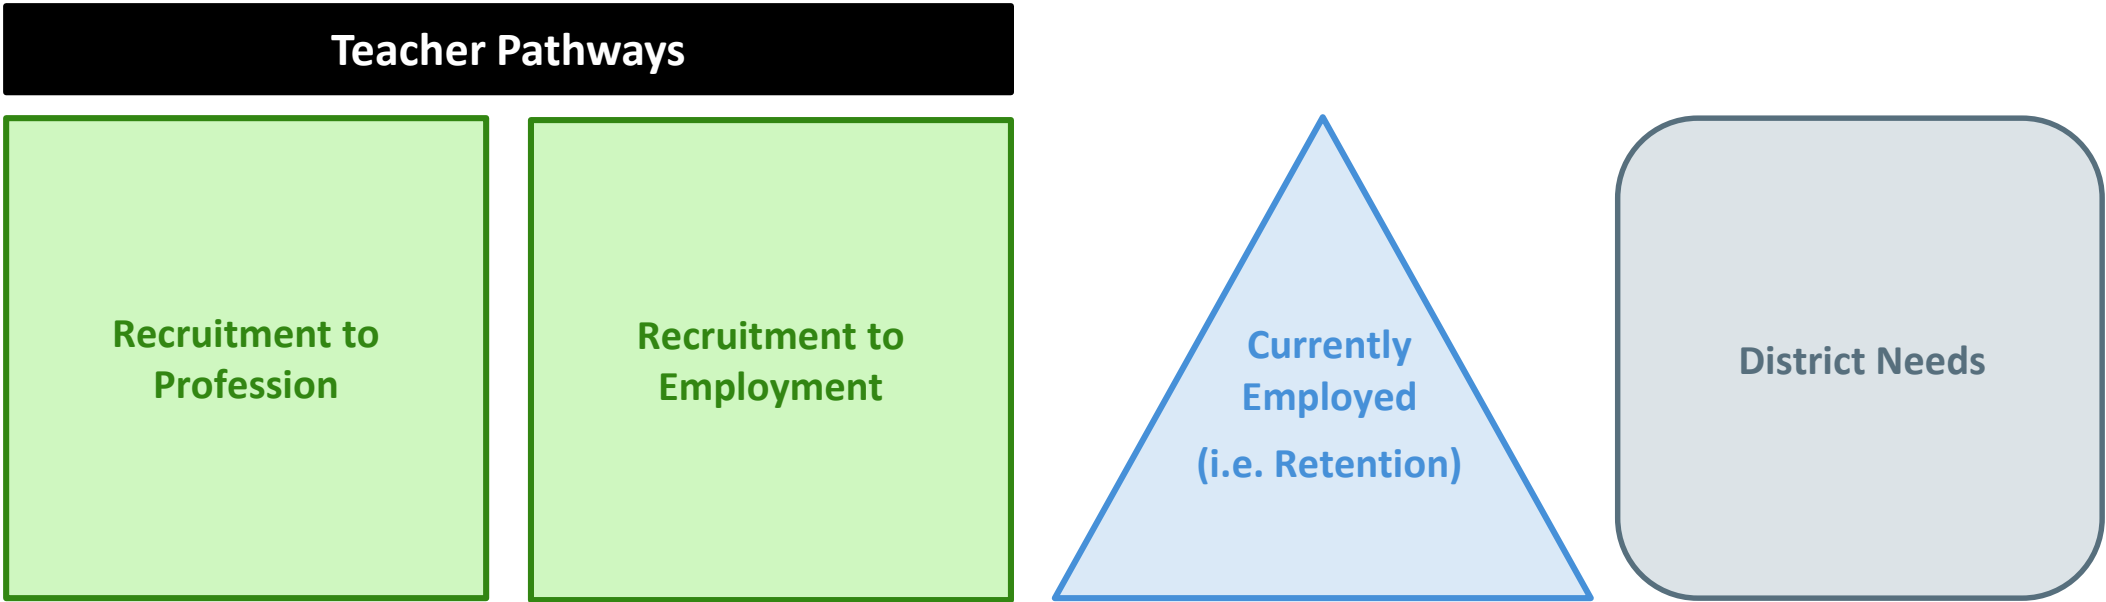 Teacher Pathways
Recruitment to
Profession
Recruitment to
Employment
Currently
Employed
(i.e. Retention)
District Needs